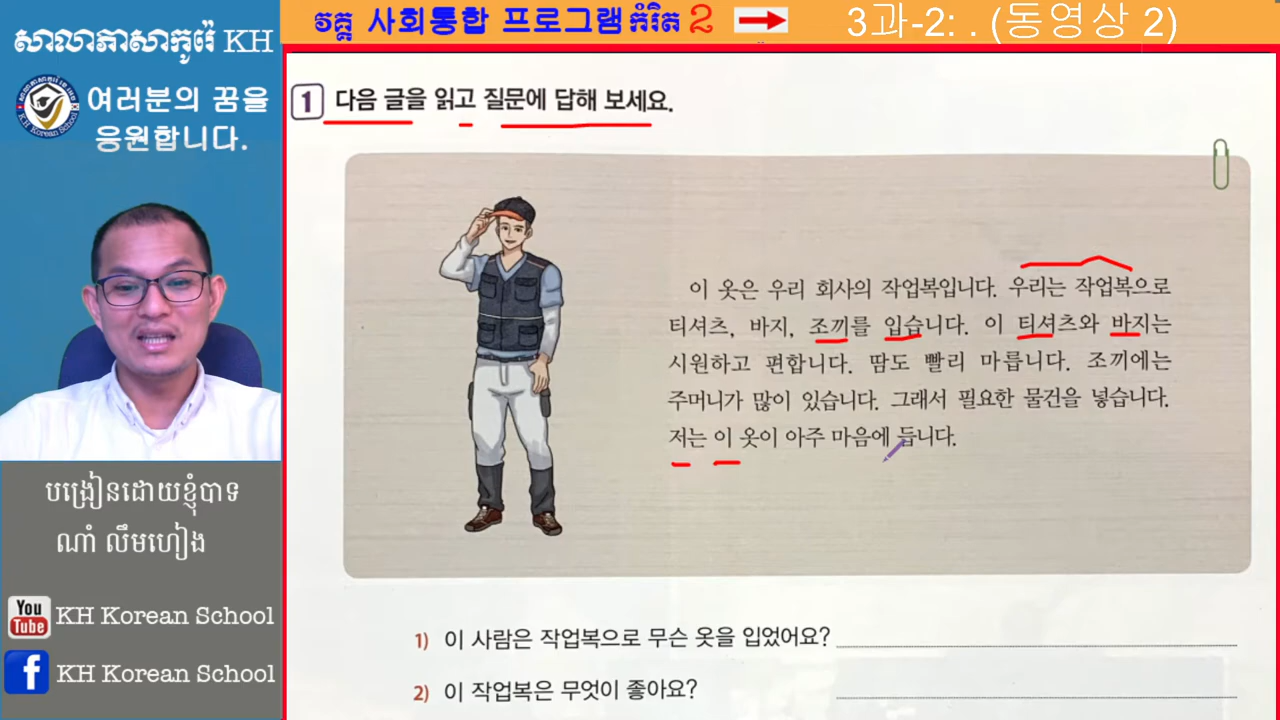 សាលាភាសាកូរ៉េ KH
여러분의 꿈을
응원합니다.
វគ្គ 사회통합 프로그램 កំរិត 2
3과-2: . (동영상 2)
1 다음 글을 읽고 질문에 답해 보세요.
이 옷은 우리 회사의 작업복입니다. 우리는 작업복으로
티셔츠, 바지, 조끼를 입습니다. 이 티셔츠와 바지는
시원하고 편합니다. 땀도 빨리 마릅니다. 조끼에는
주머니가 많이 있습니다. 그래서 필요한 물건을 넣습니다.
저는 이 옷이 아주 마음에 듭니다.
1) 이 사람은 작업복으로 무슨 옷을 입었어요?
2) 이 작업복은 무엇이 좋아요?
បង្រៀនដោយខ្ញុំបាទ
ណាំ លឹមហៀង
You Tube KH Korean School
f KH Korean School